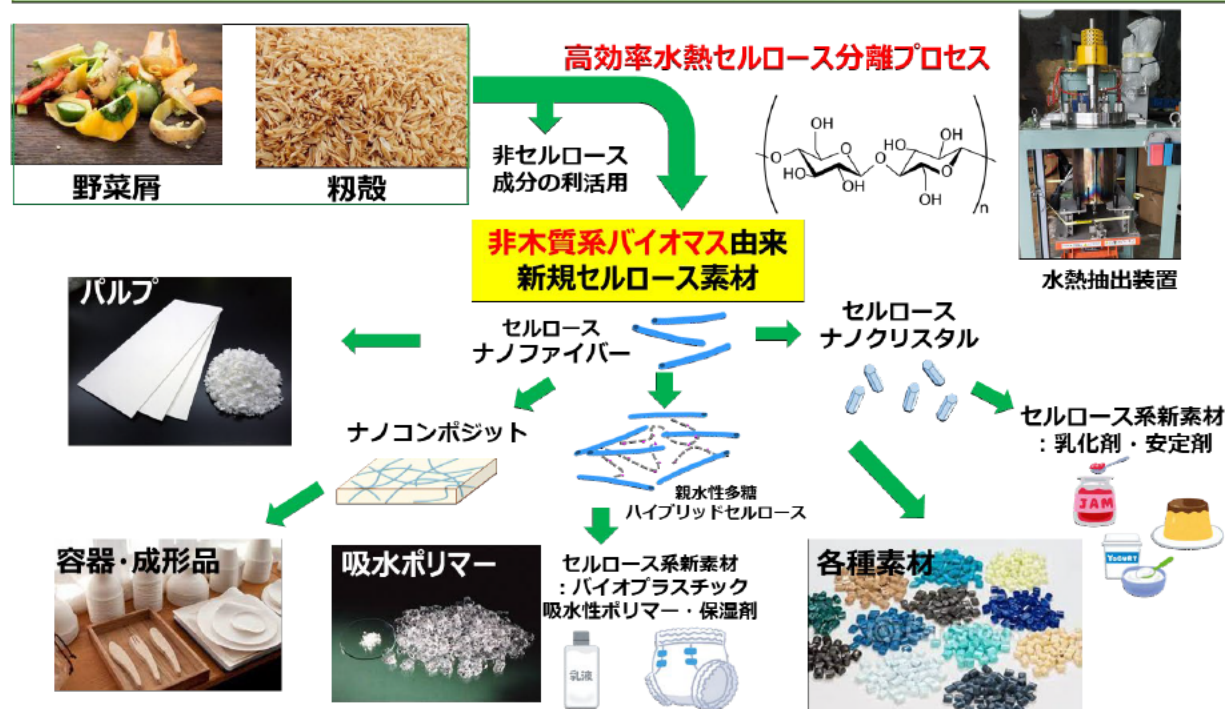 高効率水熱セルロース分離プロセス
野菜屑
籾殻
非セルロース
成分の利活用
OH
OH
OH
HO
O
O
O
HO
OH
HO
O
OH
n
水熱抽出装置
非木質系バイオマス由来
新規セルロース素材
パルプ
セルロース
ナノファイバー
セルロース
ナノクリスタル
ナノコンポジット
親水性多糖
ハイブリッドセルロース
セルロース系新素材
：乳化剤・安定剤
JAM
YOGURT
容器・成形品
吸水ポリマー
セルロース系新素材
：バイオプラスチック
吸水性ポリマー・保湿剤
乳液
各種素材